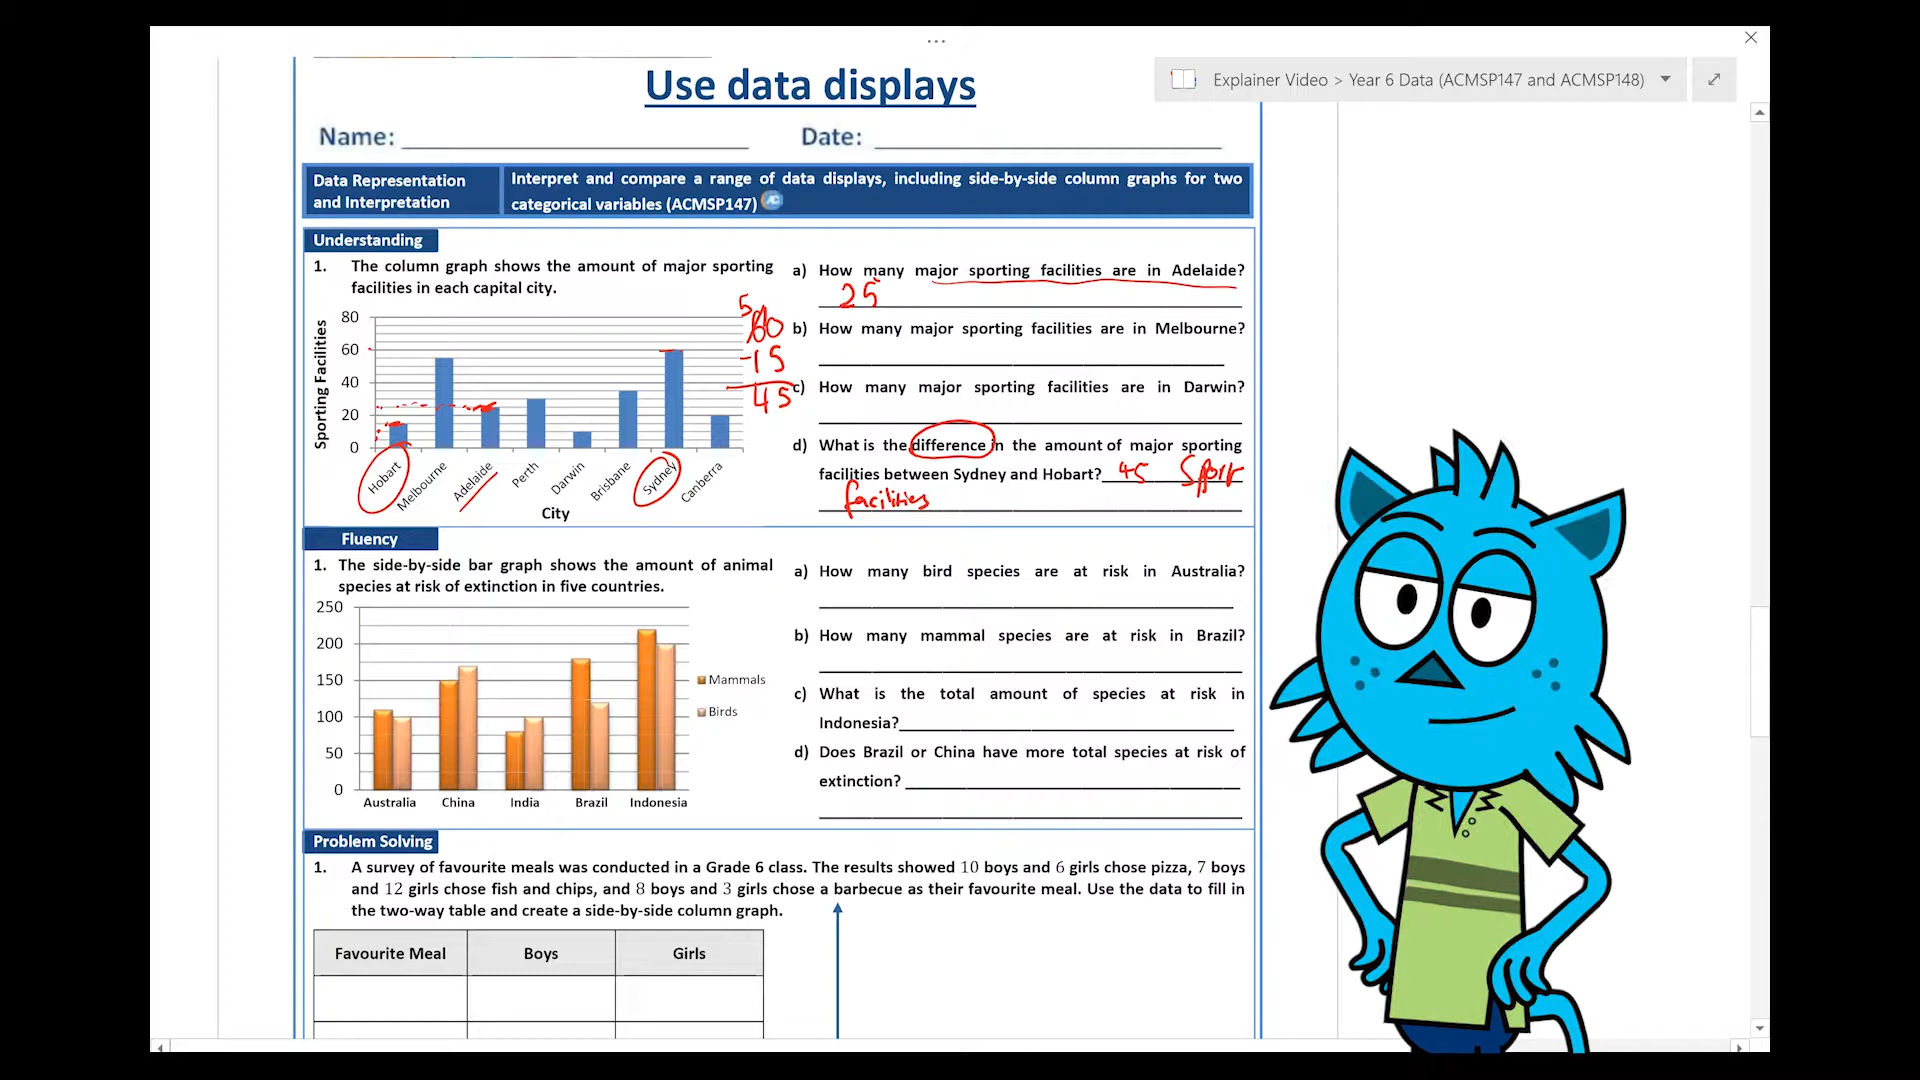 Use data displays
Explainer Video > Year 6 Data (ACMSP147 and ACMSP148)
Name:
Date:
Data Representation
and Interpretation
Interpret and compare a range of data displays, including side-by-side column graphs for two
categorical variables (ACMSP147)
Understanding
1. The column graph shows the amount of major sporting
facilities in each capital city.
80
60
40
20
0
Sporting Facilities
Hobart
Melbourne
Adelaide
Perth
Darwin
Brisbane
Sydney
Canberra
City
5
60
-15
45
a) How many major sporting facilities are in Adelaide?
25
b) How many major sporting facilities are in Melbourne?
c) How many major sporting facilities are in Darwin?
d) What is the difference in the amount of major sporting
facilities between Sydney and Hobart? 45 Sport
facilities
Fluency
1. The side-by-side bar graph shows the amount of animal
species at risk of extinction in five countries.
250
200
150
100
50
0
Australia China India Brazil Indonesia
Mammals
Birds
a) How many bird species are at risk in Australia?
b) How many mammal species are at risk in Brazil?
c) What is the total amount of species at risk in
Indonesia?
d) Does Brazil or China have more total species at risk of
extinction?
Problem Solving
1. A survey of favourite meals was conducted in a Grade 6 class. The results showed 10 boys and 6 girls chose pizza, 7 boys
and 12 girls chose fish and chips, and 8 boys and 3 girls chose a barbecue as their favourite meal. Use the data to fill in
the two-way table and create a side-by-side column graph.
Favourite Meal Boys Girls